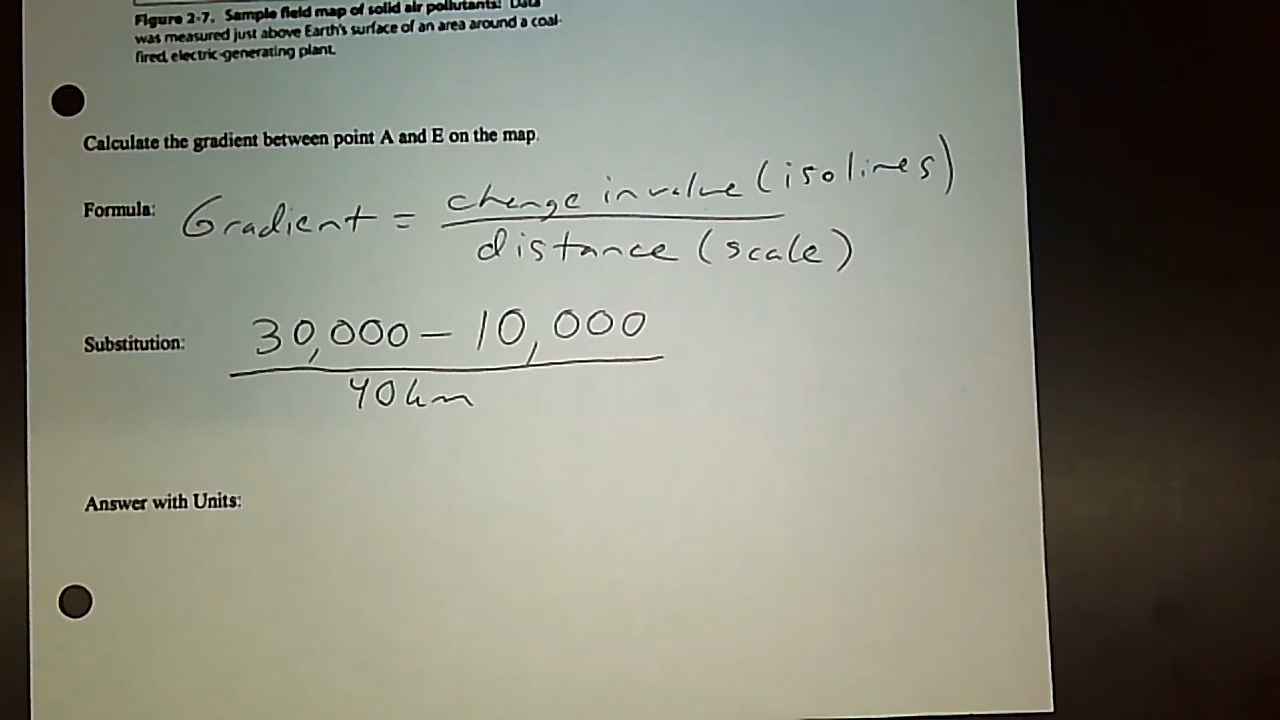 Figure 2-7. Sample field map of solid air pollutants. Data
was measured just above Earth's surface of an area around a coal-
fired, electric-generating plant.
Calculate the gradient between point A and E on the map.
Formula: Gradient = change in value (isolines)
distance (scale)
Substitution: 30,000 - 10,000
40km
Answer with Units: